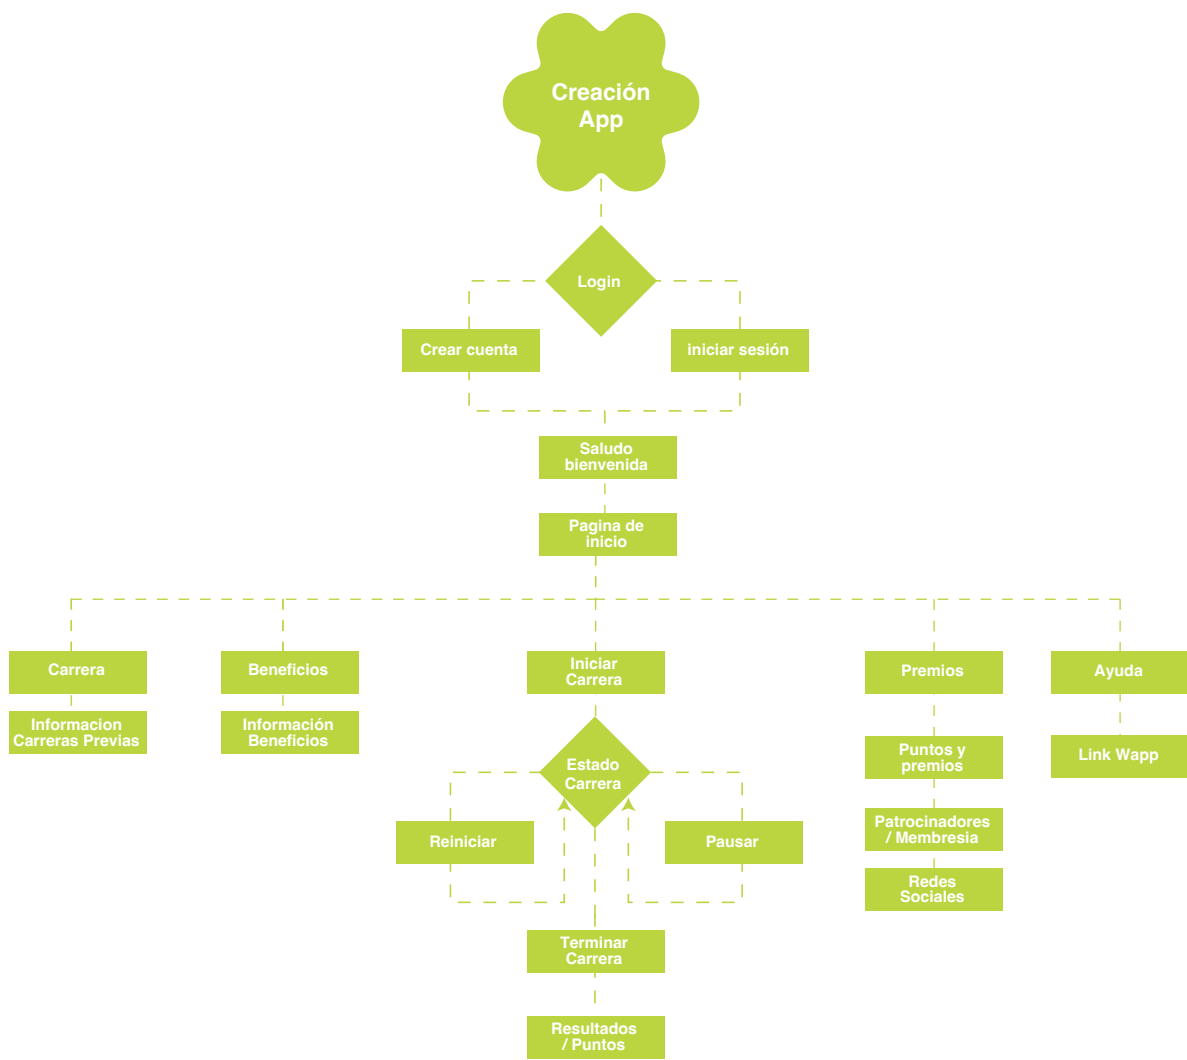 Creación
App
Login
Crear cuenta
iniciar sesión
Saludo
bienvenida
Pagina de
inicio
Carrera
Beneficios
Iniciar
Carrera
Premios
Ayuda
Informacion
Carreras Previas
Información
Beneficios
Estado
Carrera
Puntos y
premios
Link Wapp
Reiniciar
Pausar
Patrocinadores
/ Membresia
Redes
Sociales
Terminar
Carrera
Resultados
/ Puntos